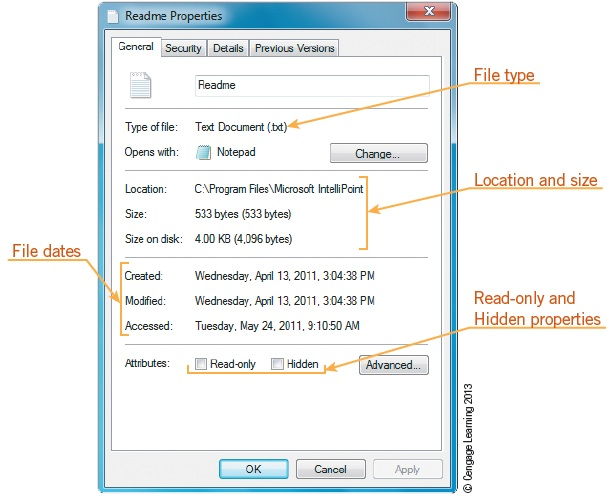 Readme Properties
General Security Details Previous Versions
Readme
File type
Type of file: Text Document (.txt)
Opens with: Notepad Change...
Location: C:\Program Files\Microsoft IntelliPoint
Location and size
Size: 533 bytes (533 bytes)
Size on disk: 4.00 KB (4,096 bytes)
File dates
Created: Wednesday, April 13, 2011, 3:04:38 PM
Modified: Wednesday, April 13, 2011, 3:04:38 PM
Accessed: Tuesday, May 24, 2011, 9:10:50 AM
Read-only and
Hidden properties
Attributes: Read-only Hidden Advanced...
OK Cancel Apply
© Cengage Learning 2013